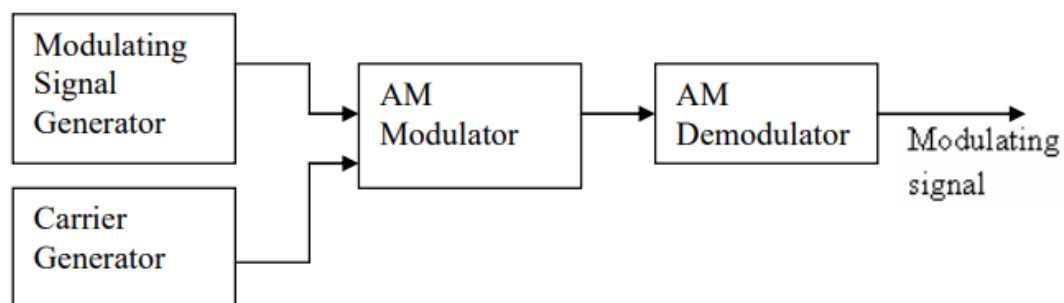 Modulating
Signal
Generator
AM
Modulator
AM
Demodulator
Modulating
signal
Carrier
Generator